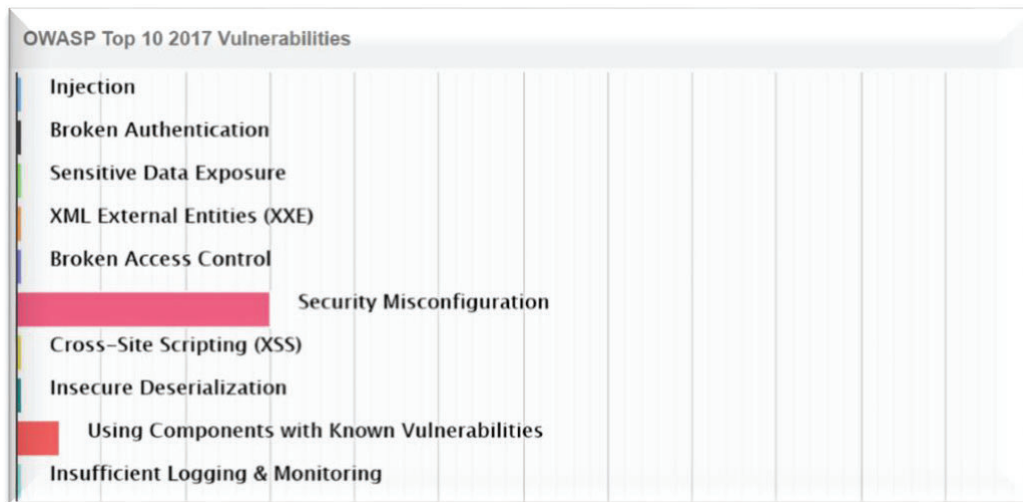 OWASP Top 10 2017 Vulnerabilities
Injection
Broken Authentication
Sensitive Data Exposure
XML External Entities (XXE)
Broken Access Control
Security Misconfiguration
Cross-Site Scripting (XSS)
Insecure Deserialization
Using Components with Known Vulnerabilities
Insufficient Logging & Monitoring